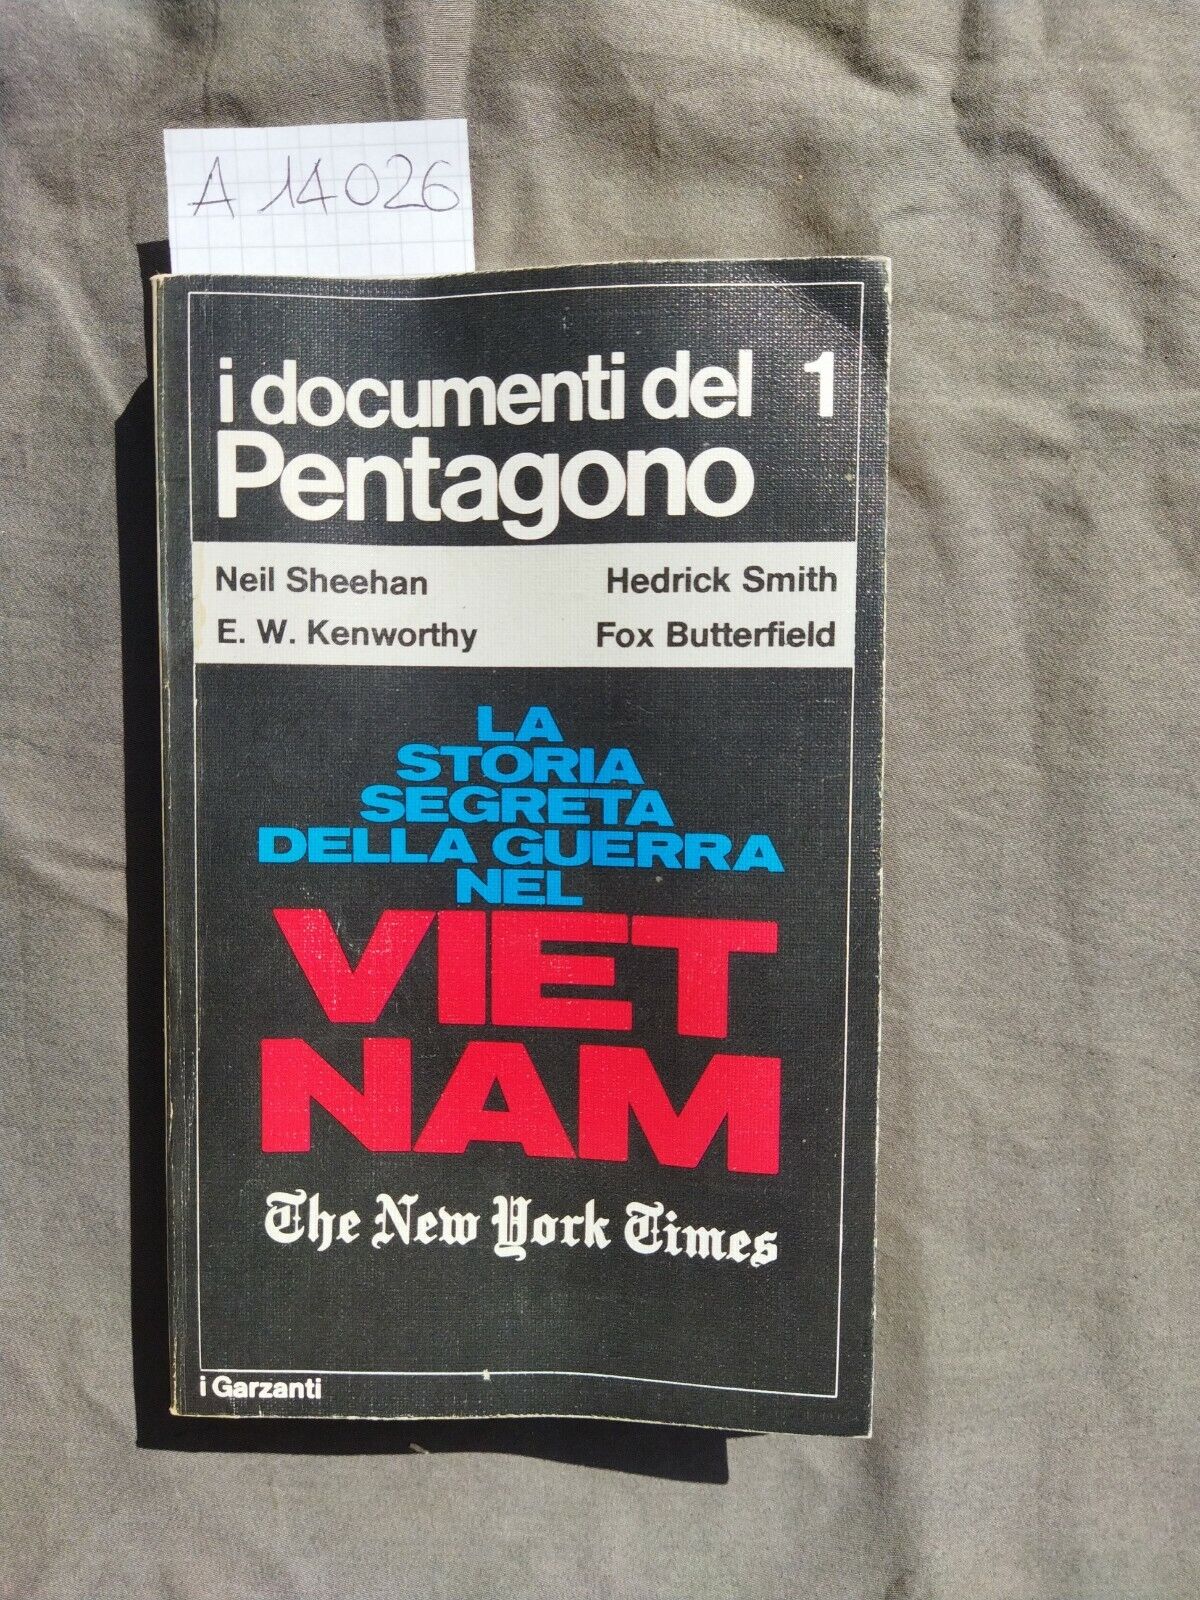 A 14026
i documenti del 1
Pentagono
Neil Sheehan Hedrick Smith
E. W. Kenworthy Fox Butterfield
LA
STORIA
SEGRETA
DELLA GUERRA
NEL
VIET
NAM
The New York Times
i Garzanti